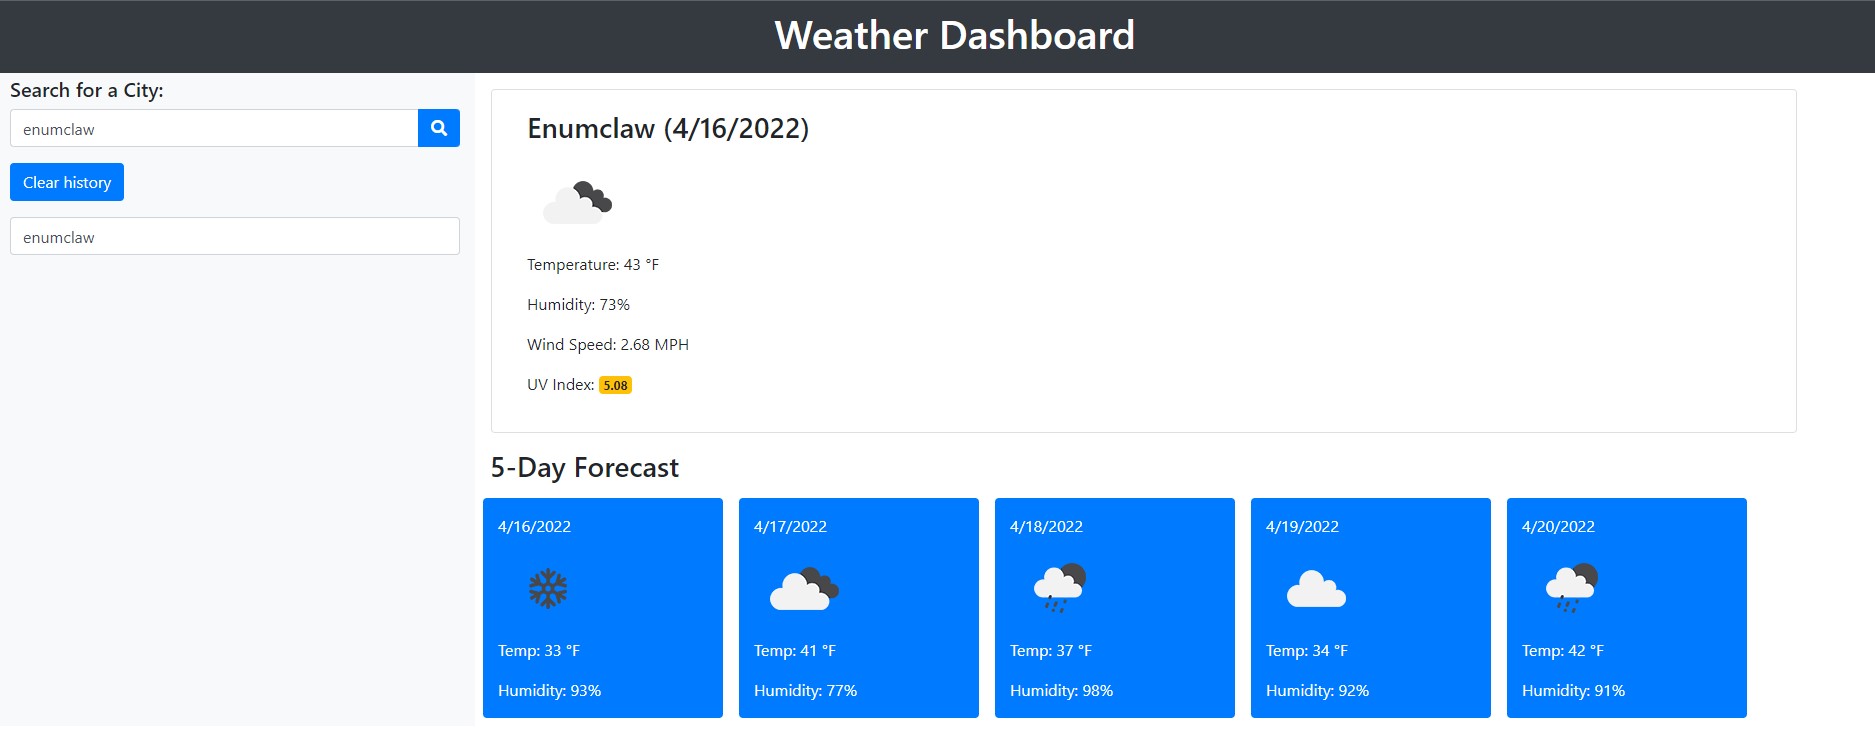 Weather Dashboard
Search for a City:
enumclaw
Clear history
enumclaw
Enumclaw (4/16/2022)
Temperature: 43 °F
Humidity: 73%
Wind Speed: 2.68 MPH
UV Index: 5.08
5-Day Forecast
4/16/2022
Temp: 33 °F
Humidity: 93%
4/17/2022
Temp: 41 °F
Humidity: 77%
4/18/2022
Temp: 37 °F
Humidity: 98%
4/19/2022
Temp: 34 °F
Humidity: 92%
4/20/2022
Temp: 42 °F
Humidity: 91%